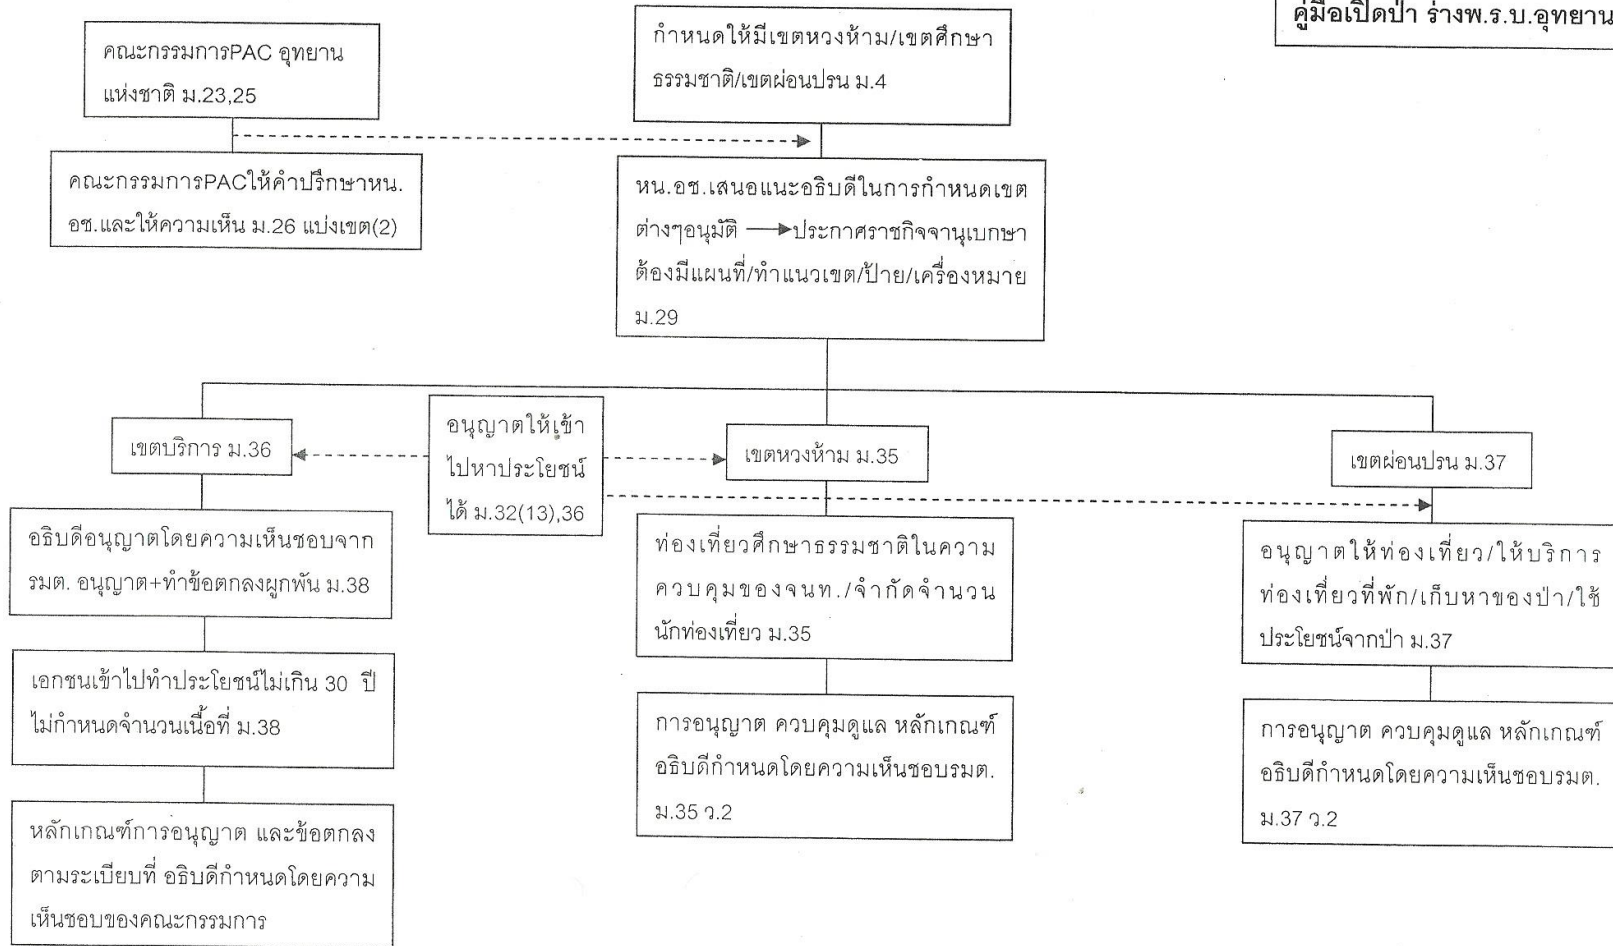 คู่มือเปิดป่า ร่างพ.ร.บ.อุทยาน
คณะกรรมการPAC อุทยาน
แห่งชาติ ม.23,25
กำหนดให้มีเขตหวงห้าม/เขตศึกษา
ธรรมชาติ/เขตผ่อนปรน ม.4
คณะกรรมการPACให้คำปรึกษาหน.
อช.และให้ความเห็น ม.26 แบ่งเขต(2)
หน.อช.เสนอแนะอธิบดีในการกำหนดเขต
ต่างๆอนุมัติ → ประกาศราชกิจจานุเบกษา
ต้องมีแผนที่/ทำแนวเขต/ป้าย/เครื่องหมาย
ม.29
เขตบริการ ม.36
อนุญาตให้เข้า
ไปหาประโยชน์
ได้ ม.32(13),36
เขตหวงห้าม ม.35
เขตผ่อนปรน ม.37
อธิบดีอนุญาตโดยความเห็นชอบจาก
รมต. อนุญาต+ทำข้อตกลงผูกพัน ม.38
ท่องเที่ยวศึกษาธรรมชาติในความ
ควบคุมของจนท./จำกัดจำนวน
นักท่องเที่ยว ม.35
อนุญาตให้ท่องเที่ยว/ให้บริการ
ท่องเที่ยวที่พัก/เก็บหาของป่า/ใช้
ประโยชน์จากป่า ม.37
เอกชนเข้าไปทำประโยชน์ไม่เกิน 30 ปี
ไม่กำหนดจำนวนเนื้อที่ ม.38
การอนุญาต ควบคุมดูแล หลักเกณฑ์
อธิบดีกำหนดโดยความเห็นชอบรมต.
ม.35 ว.2
การอนุญาต ควบคุมดูแล หลักเกณฑ์
อธิบดีกำหนดโดยความเห็นชอบรมต.
ม.37 ว.2
หลักเกณฑ์การอนุญาต และข้อตกลง
ตามระเบียบที่ อธิบดีกำหนดโดยความ
เห็นชอบของคณะกรรมการ